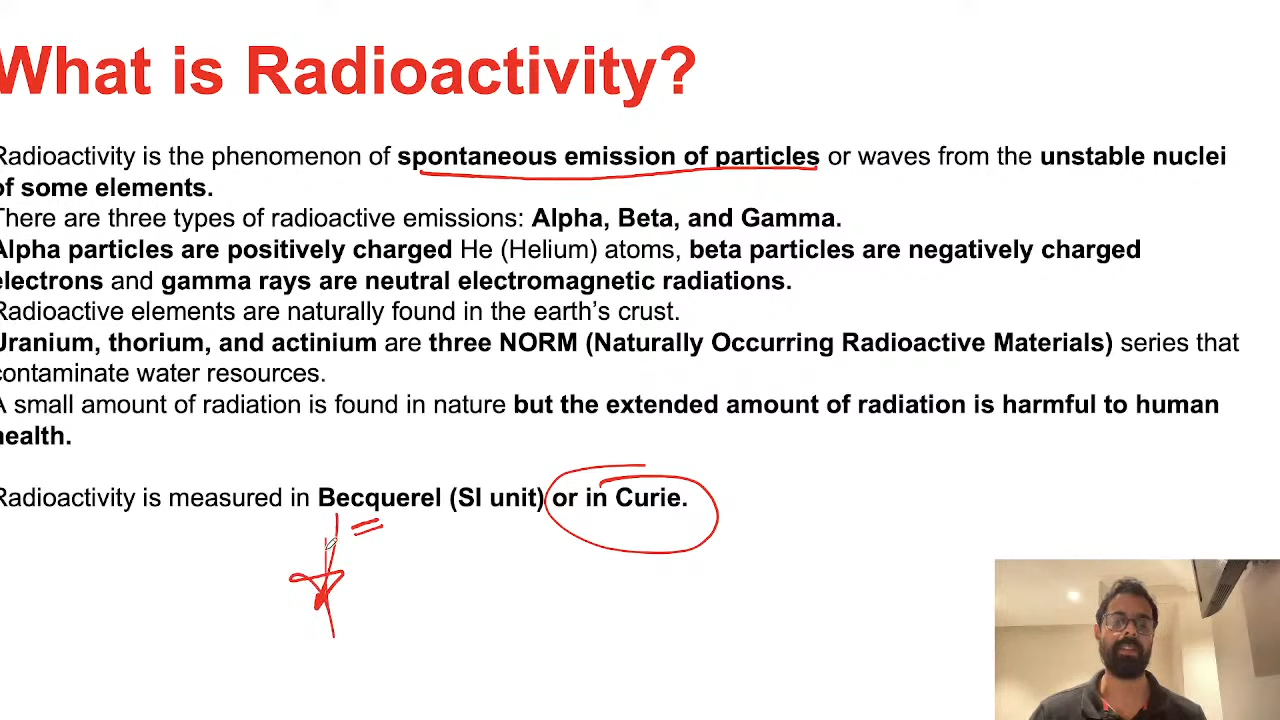 What is Radioactivity?
Radioactivity is the phenomenon of spontaneous emission of particles or waves from the unstable nuclei
of some elements.
There are three types of radioactive emissions: Alpha, Beta, and Gamma.
Alpha particles are positively charged He (Helium) atoms, beta particles are negatively charged
electrons and gamma rays are neutral electromagnetic radiations.
Radioactive elements are naturally found in the earth's crust.
Uranium, thorium, and actinium are three NORM (Naturally Occurring Radioactive Materials) series that
contaminate water resources.
A small amount of radiation is found in nature but the extended amount of radiation is harmful to human
health.
Radioactivity is measured in Becquerel (SI unit) or in Curie.